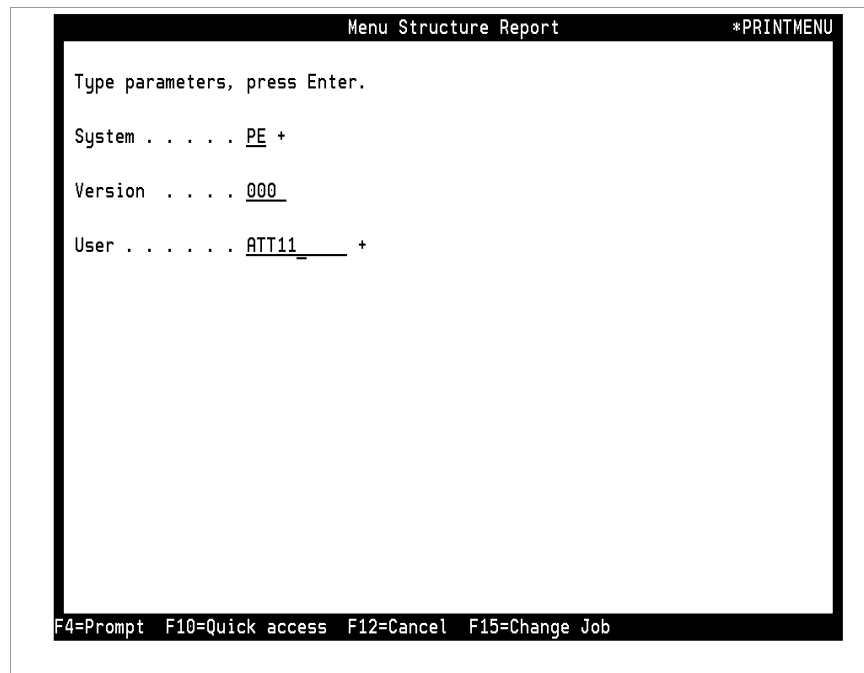 Menu Structure Report *PRINTMENU
Type parameters, press Enter.
System . . . . . PE +
Version . . . . 000
User . . . . . . ATT11 +
F4=Prompt F10=Quick access F12=Cancel F15=Change Job